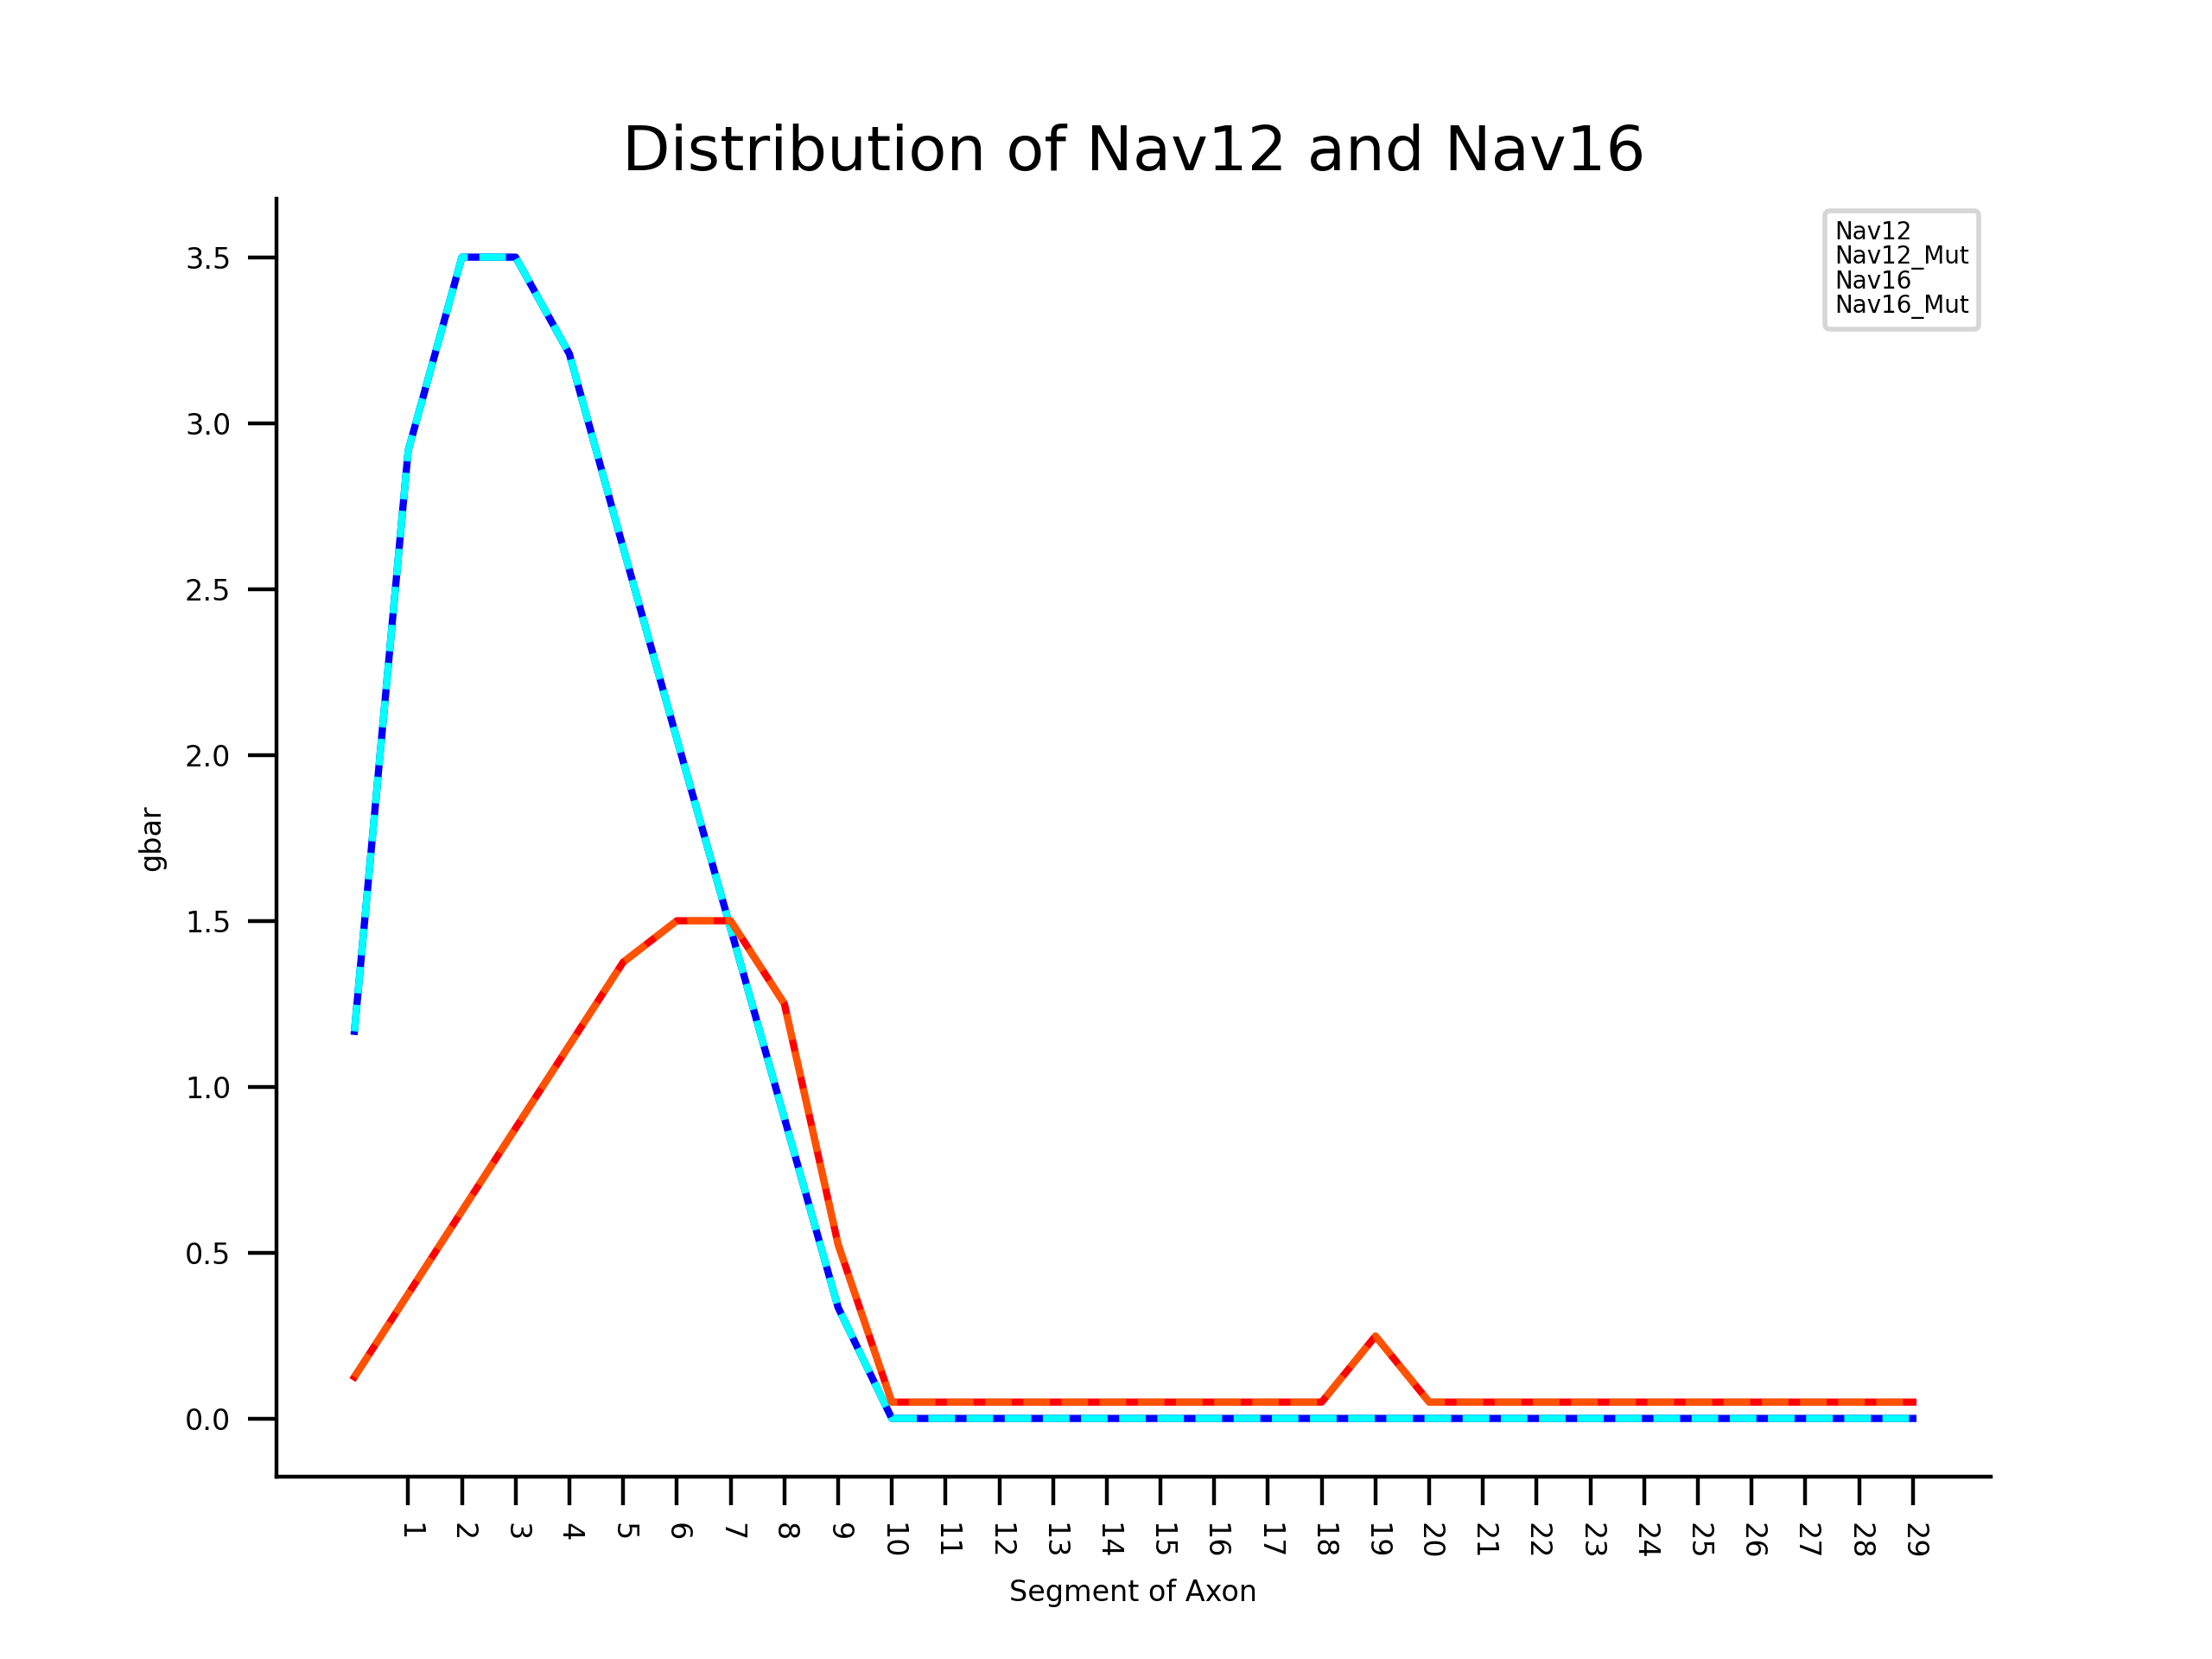 Distribution of Nav12 and Nav16
Nav12
Nav12_Mut
Nav16
Nav16_Mut
3.5
3.0
2.5
2.0
1.5
1.0
0.5
0.0
gbar
1 2 3 4 5 6 7 8 9 10 11 12 13 14 15 16 17 18 19 20 21 22 23 24 25 26 27 28 29
Segment of Axon